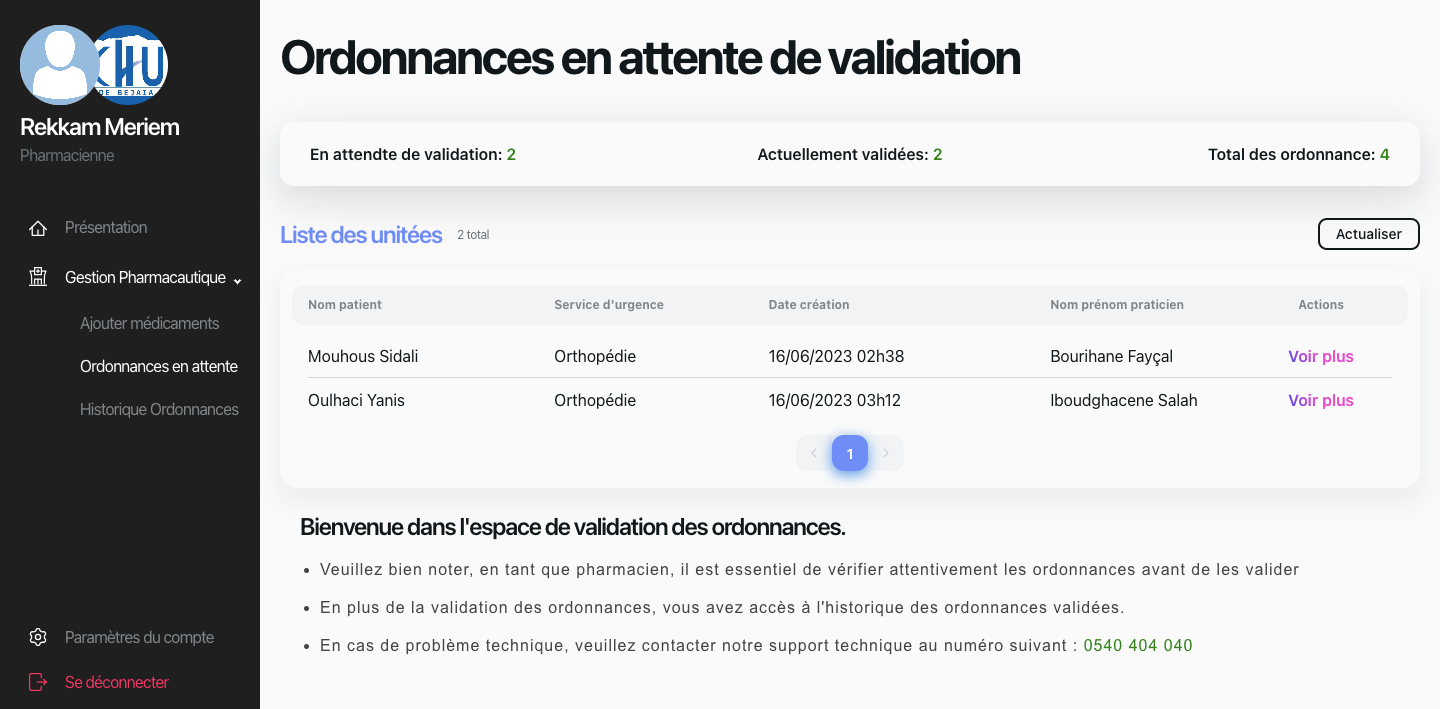 KHU
DE BEJAIA
Rekkam Meriem
Pharmacienne
Présentation
Gestion Pharmacautique
Ajouter médicaments
Ordonnances en attente
Historique Ordonnances
Paramètres du compte
Se déconnecter
Ordonnances en attente de validation
En attendte de validation: 2 Actuellement validées: 2 Total des ordonnance: 4
Liste des unitées 2 total Actualiser
Nom patient Service d'urgence Date création Nom prénom praticien Actions
Mouhous Sidali Orthopédie 16/06/2023 02h38 Bourihane Fayçal Voir plus
Oulhaci Yanis Orthopédie 16/06/2023 03h12 Iboudghacene Salah Voir plus
1
Bienvenue dans l'espace de validation des ordonnances.
• Veuillez bien noter, en tant que pharmacien, il est essentiel de vérifier attentivement les ordonnances avant de les valider
• En plus de la validation des ordonnances, vous avez accès à l'historique des ordonnances validées.
• En cas de problème technique, veuillez contacter notre support technique au numéro suivant : 0540 404 040